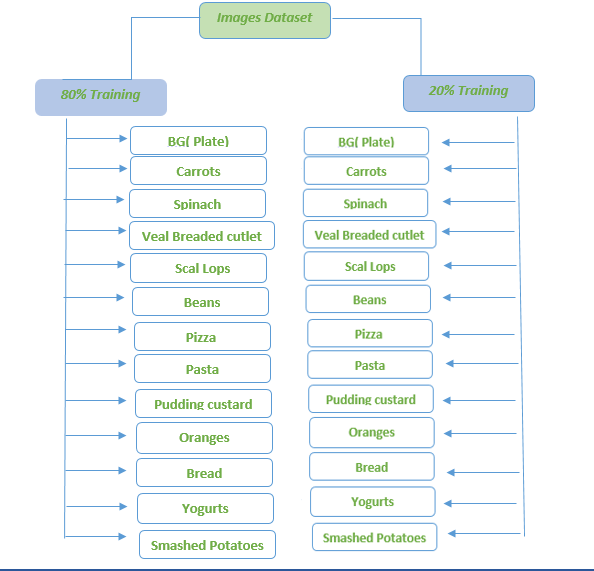 Images Dataset
80% Training
20% Training
BG( Plate)
Carrots
Spinach
Veal Breaded cutlet
Scal Lops
Beans
Pizza
Pasta
Pudding custard
Oranges
Bread
Yogurts
Smashed Potatoes
BG( Plate)
Carrots
Spinach
Veal Breaded cutlet
Scal Lops
Beans
Pizza
Pasta
Pudding custard
Oranges
Bread
Yogurts
Smashed Potatoes